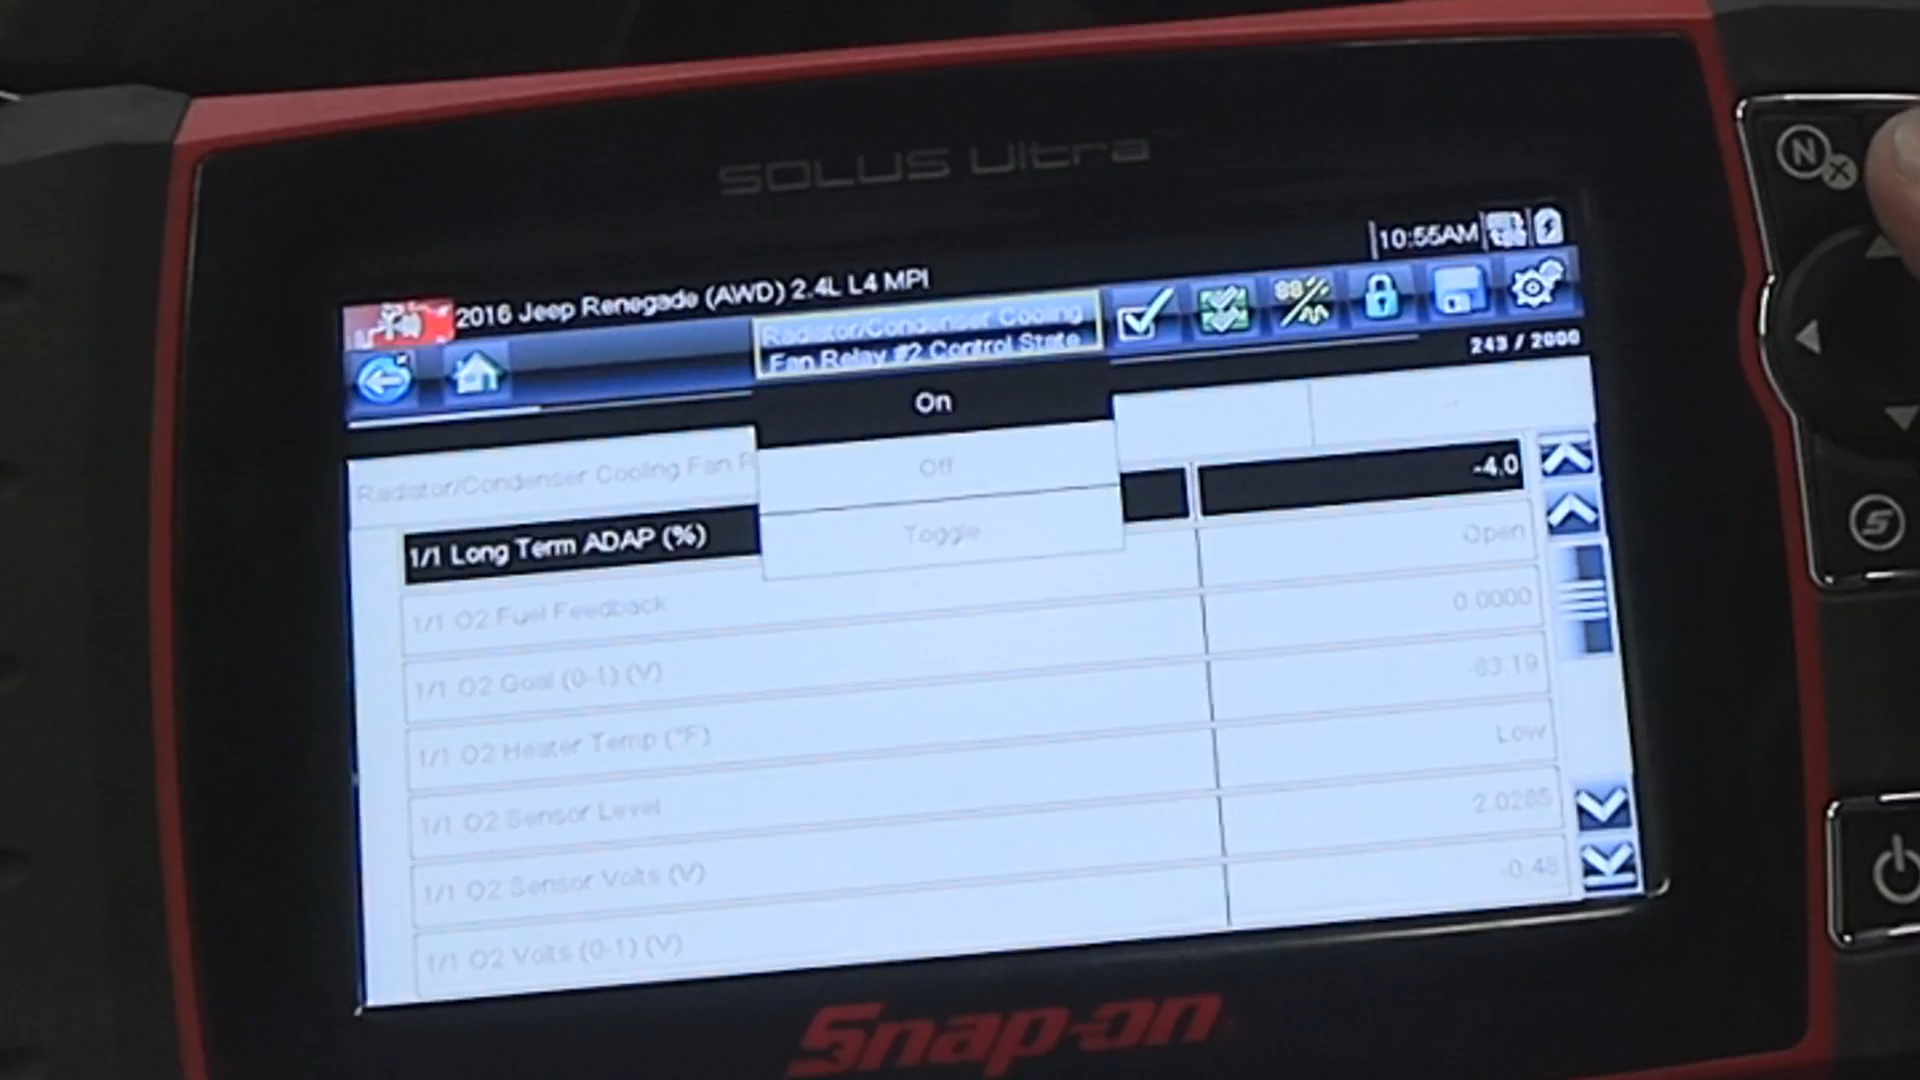 SOLUS Ultra™
10:55AM
2016 Jeep Renegade (AWD) 2.4L L4 MPI
Radiator/Condenser Cooling
Fan Relay #2 Control State
243 / 2000
On
Off
Toggle
Radiator/Condenser Cooling Fan R
1/1 Long Term ADAP (%) -4.0
1/1 O2 Fuel Feedback Open
1/1 O2 Goal (0-1) (V) 0.0000
1/1 O2 Heater Temp (°F) -83.19
1/1 O2 Sensor Level Low
1/1 O2 Sensor Volts (V) 2.0285
1/1 O2 Volts (0-1) (V) -0.48
Snap-on
N
X
S